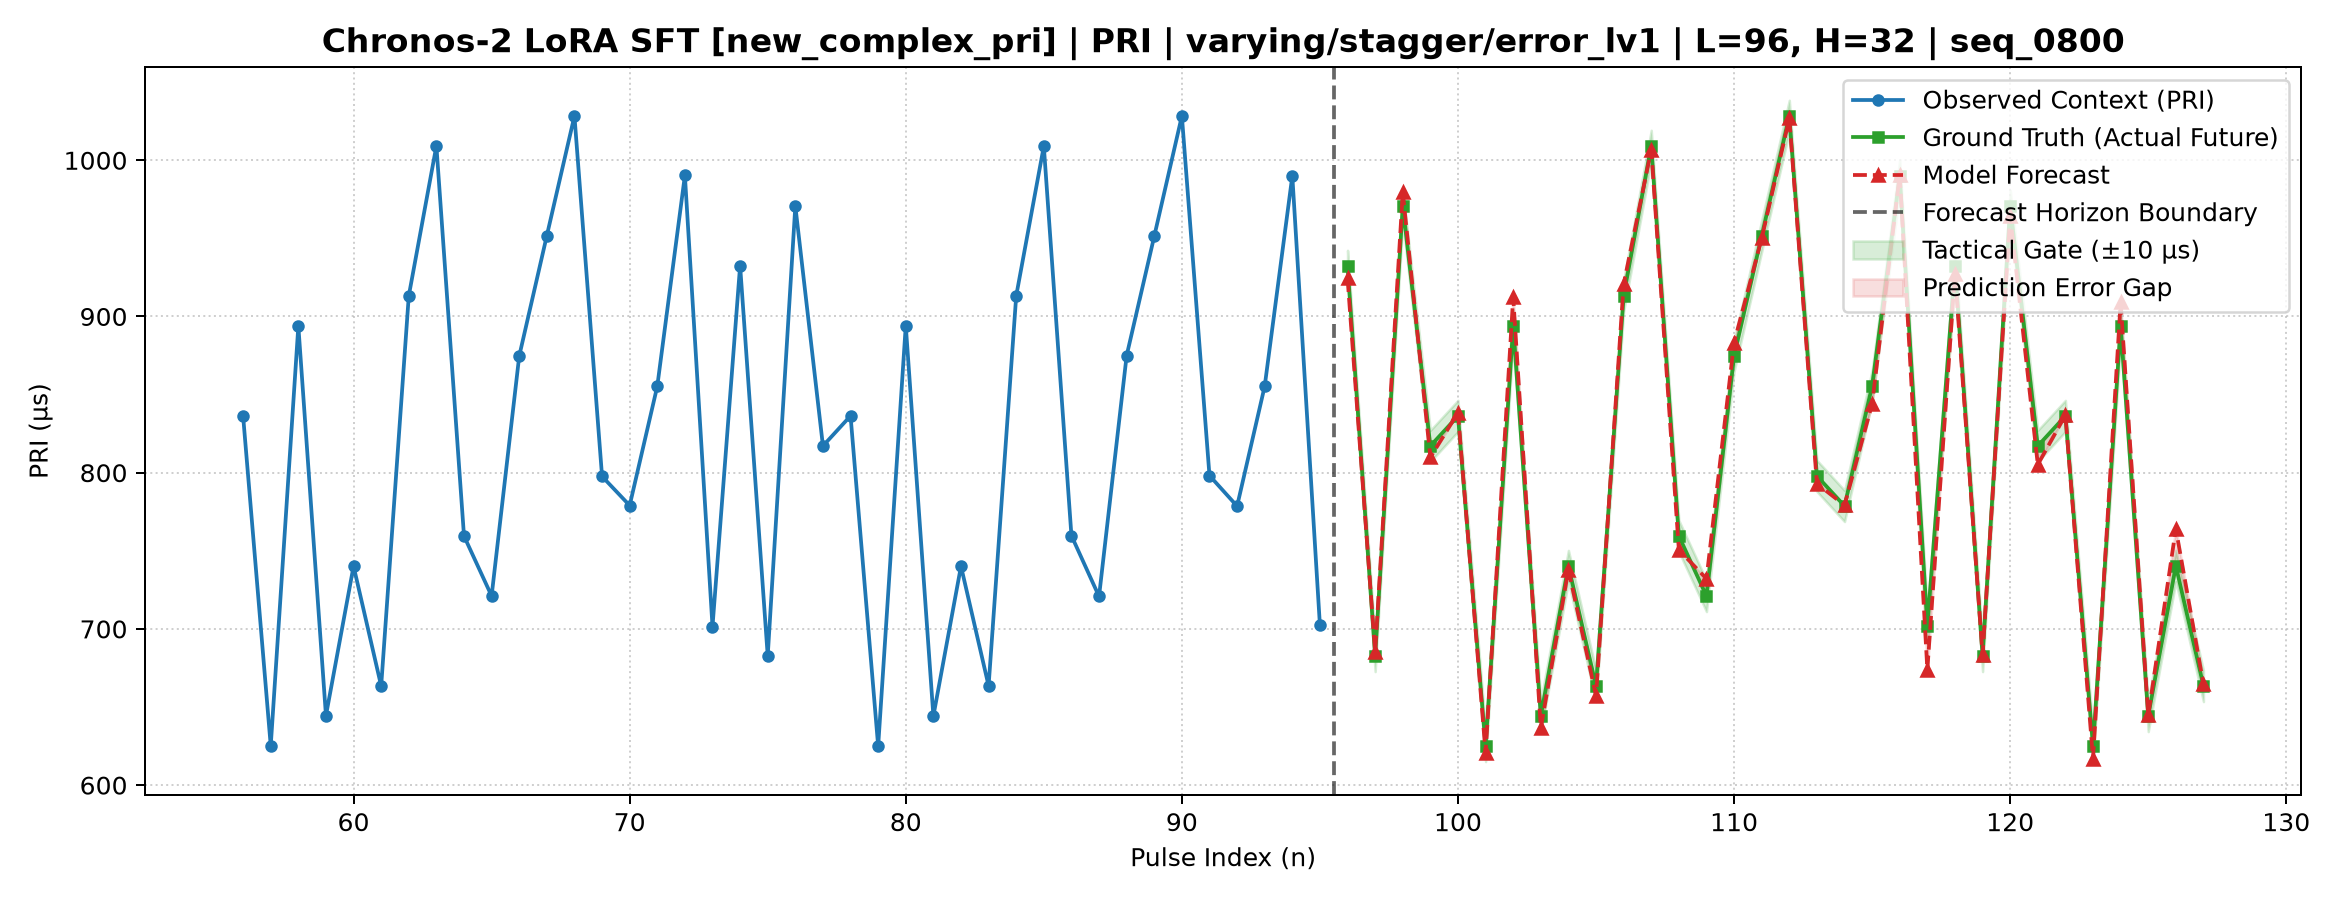 Chronos-2 LoRA SFT [new_complex_pri] | PRI | varying/stagger/error_lv1 | L=96, H=32 | seq_0800
Observed Context (PRI)
Ground Truth (Actual Future)
Model Forecast
Forecast Horizon Boundary
Tactical Gate (±10 µs)
Prediction Error Gap
PRI (µs)
1000
900
800
700
600
60
70
80
90
100
110
120
130
Pulse Index (n)